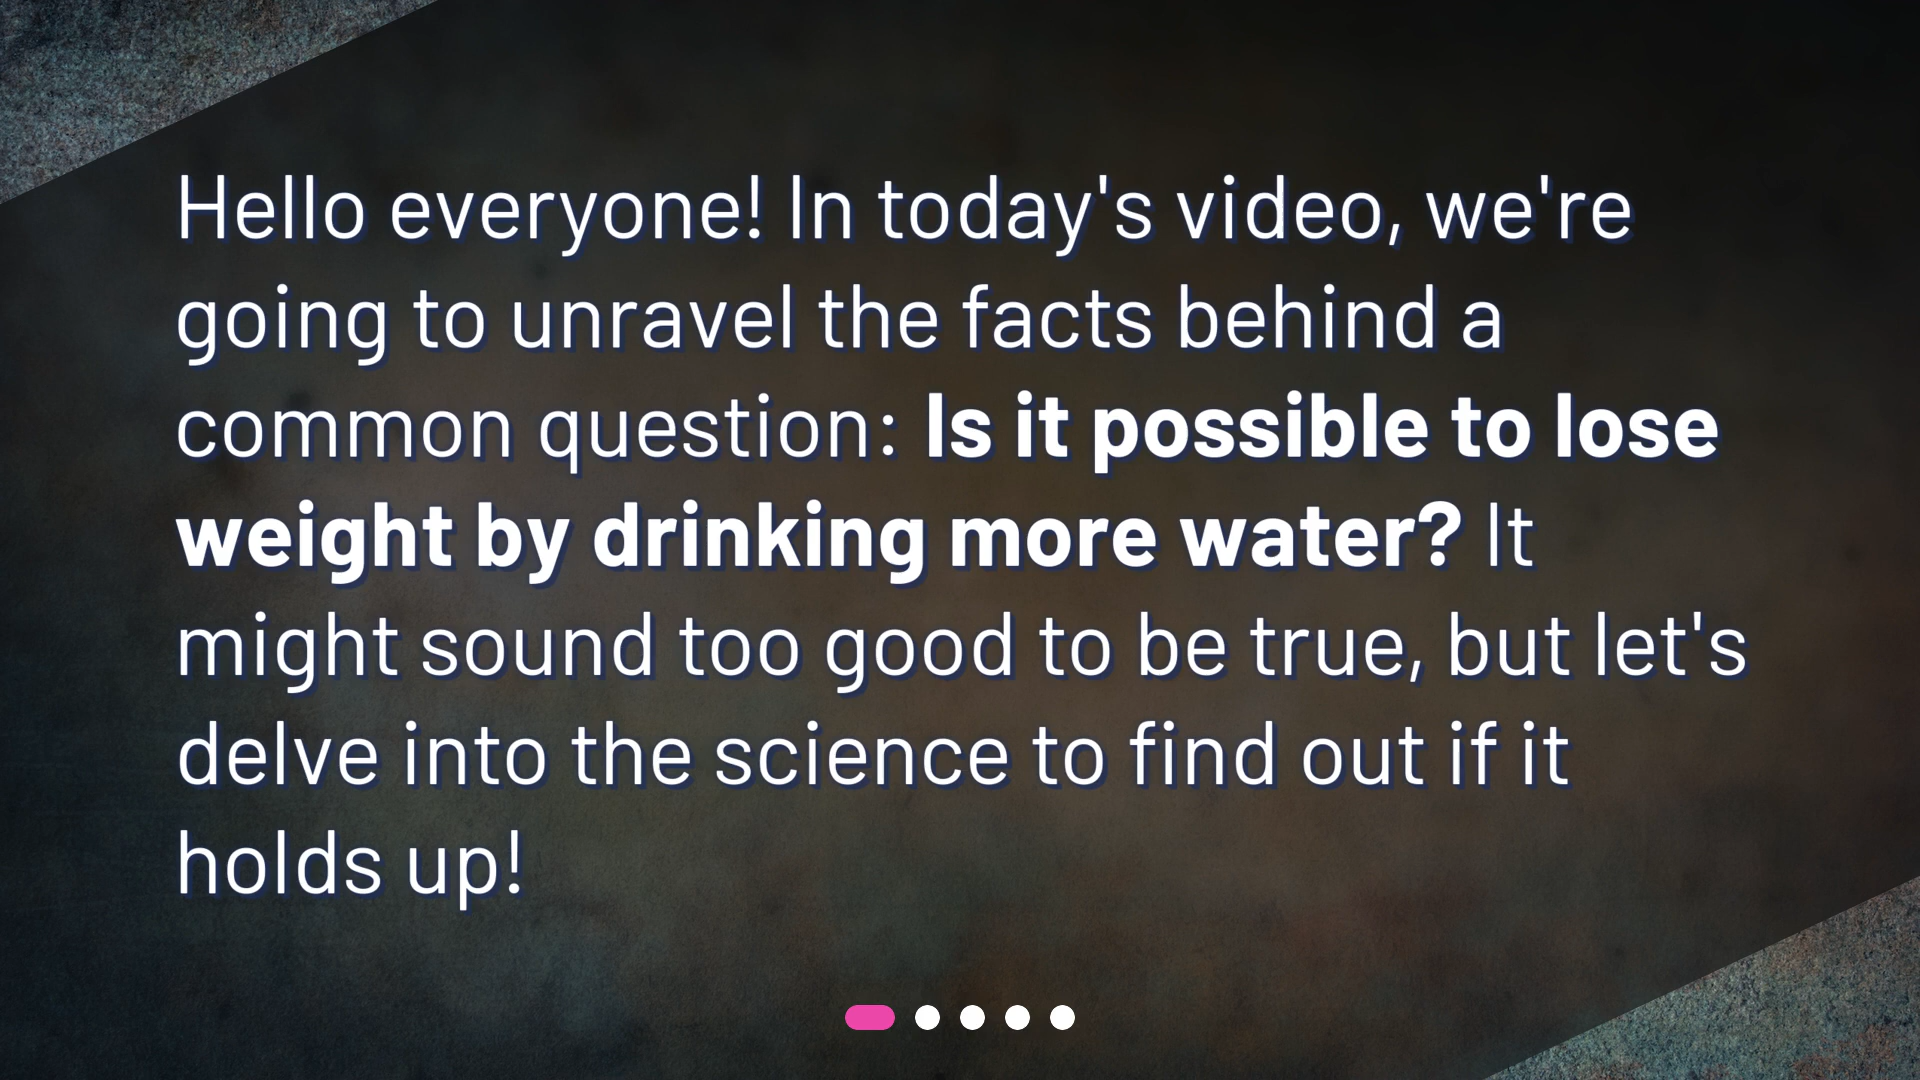 Hello everyone! In today's video, we're
going to unravel the facts behind a
common question: Is it possible to lose
weight by drinking more water? It
might sound too good to be true, but let's
delve into the science to find out if it
holds up!